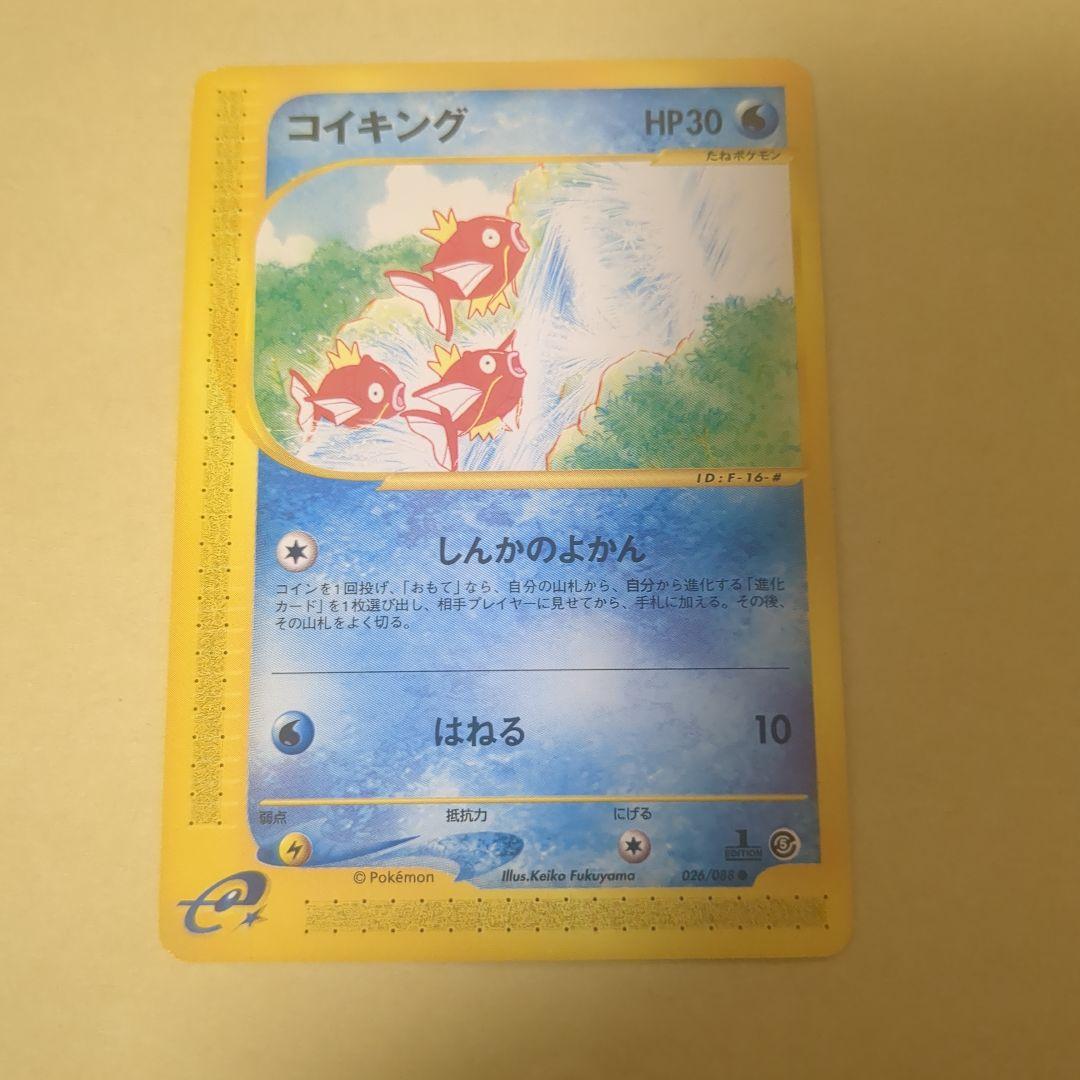 コイキング
HP30
たねポケモン
ID:F-16-#
しんかのよかん
コインを1回投げ、「おもて」なら、自分の山札から、自分から進化する「進化
カード」を1枚選び出し、相手プレイヤーに見せてから、手札に加える。その後、
その山札をよく切る。
はねる 10
弱点 抵抗力 にげる
1
EDITION
5
©Pokémon Illus.Keiko Fukuyama 026/088 ●
e